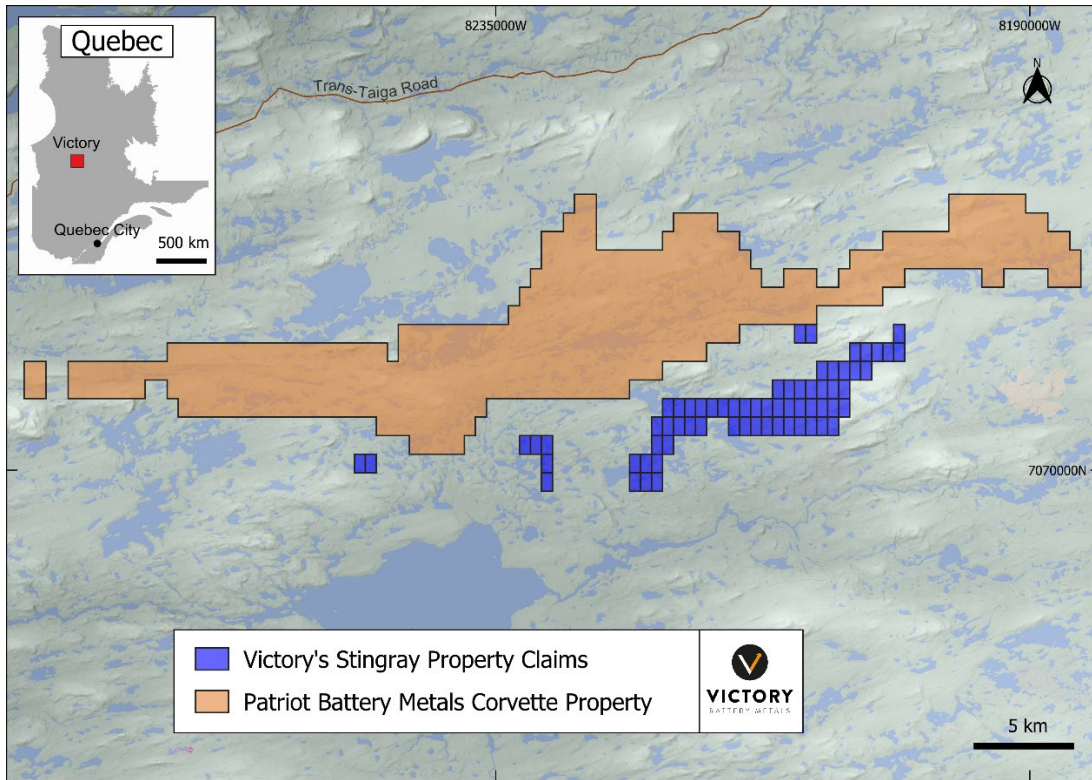 Quebec
Victory
Quebec City
500 km
8235000W
8190000W
Trans-Taiga Road
N
7070000N
Victory's Stingray Property Claims
Patriot Battery Metals Corvette Property
VICTORY
BATTERY METALS
5 km